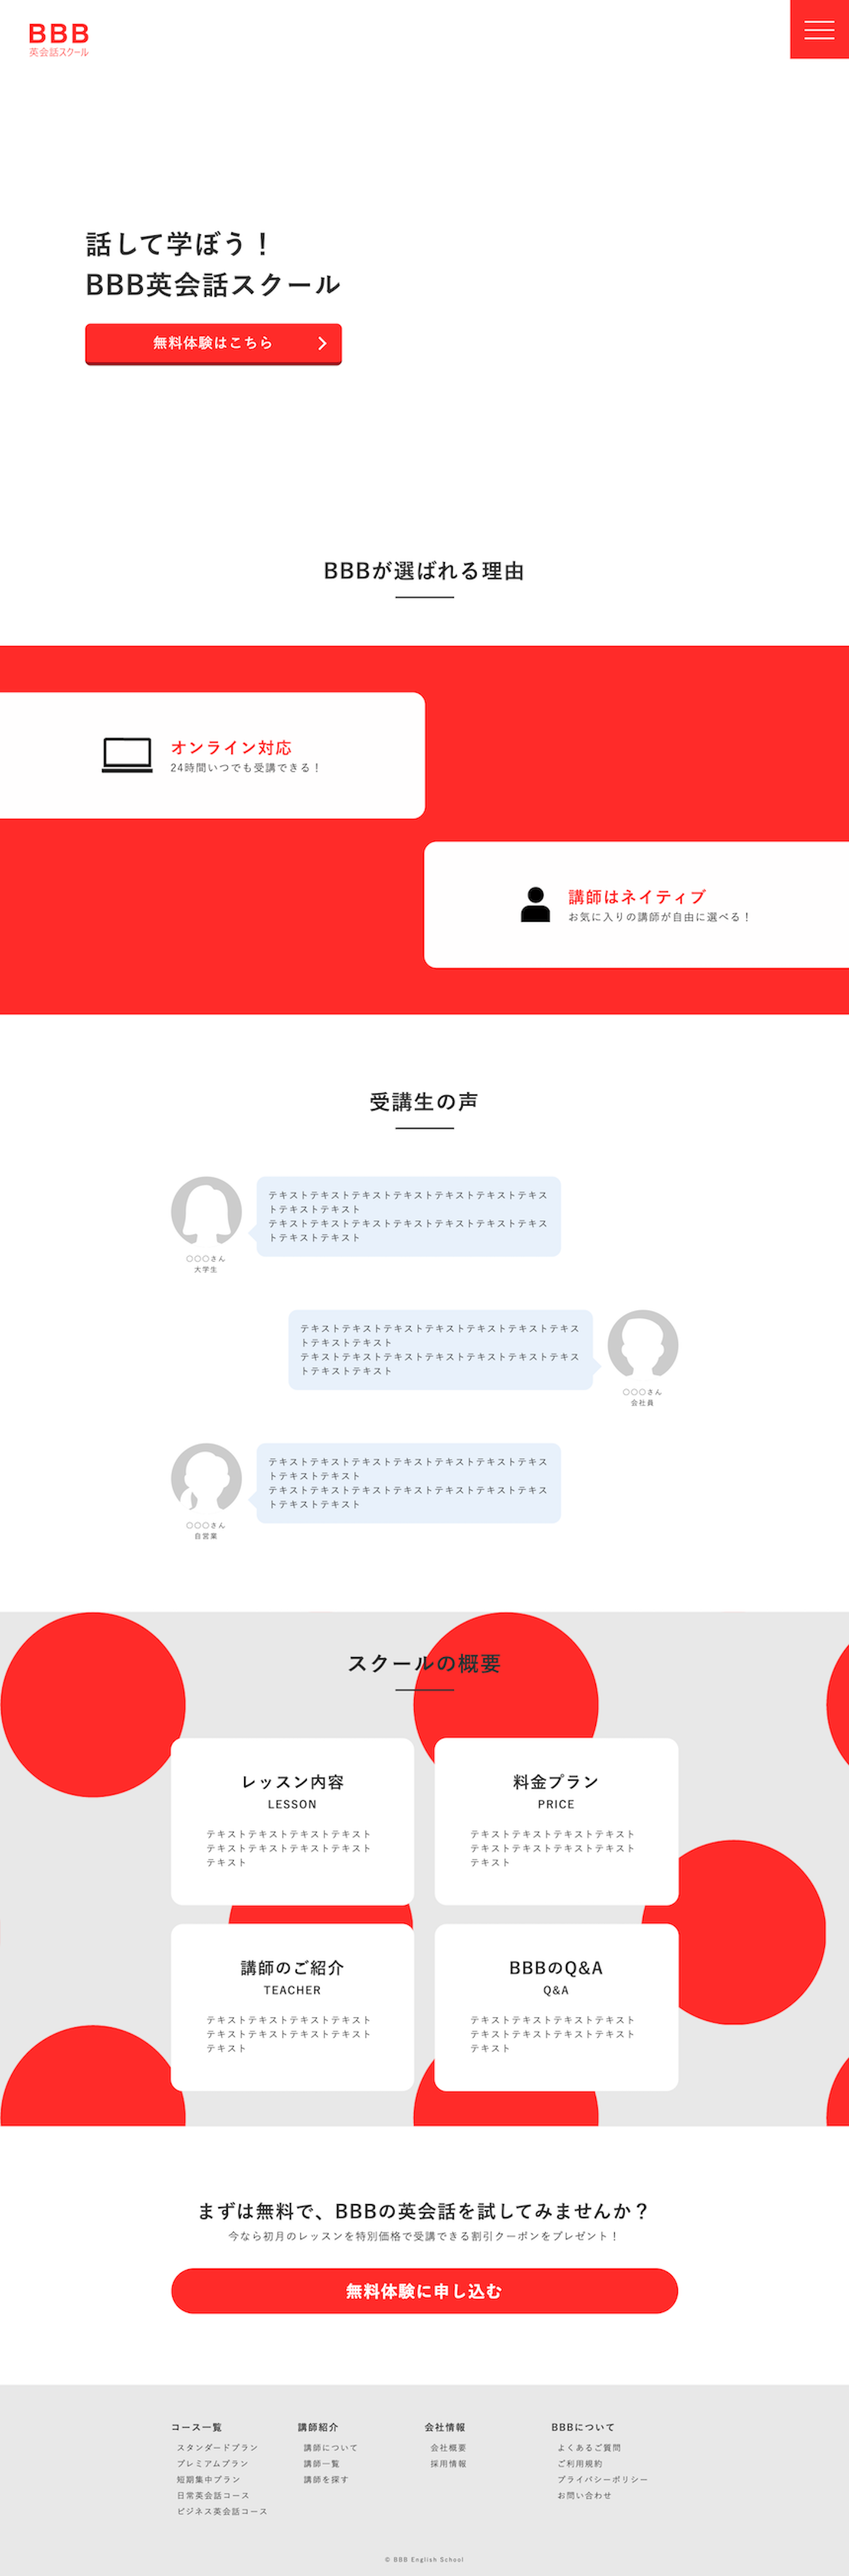 BBB
英会話スクール
話して学ぼう！
BBB英会話スクール
無料体験はこちら
BBBが選ばれる理由
オンライン対応
24時間いつでも受講できる！
講師はネイティブ
お気に入りの講師が自由に選べる！
受講生の声
テキストテキストテキストテキストテキストテキストテキス
トテキストテキスト
テキストテキストテキストテキストテキストテキストテキス
トテキストテキスト
〇〇〇さん
大学生
テキストテキストテキストテキストテキストテキストテキス
トテキストテキスト
テキストテキストテキストテキストテキストテキストテキス
トテキストテキスト
〇〇〇さん
会社員
テキストテキストテキストテキストテキストテキストテキス
トテキストテキスト
テキストテキストテキストテキストテキストテキストテキス
トテキストテキスト
〇〇〇さん
自営業
スクールの概要
レッスン内容
LESSON
テキストテキストテキストテキスト
テキストテキストテキストテキスト
テキスト
料金プラン
PRICE
テキストテキストテキストテキスト
テキストテキストテキストテキスト
テキスト
講師のご紹介
TEACHER
テキストテキストテキストテキスト
テキストテキストテキストテキスト
テキスト
BBBのQ&A
Q&A
テキストテキストテキストテキスト
テキストテキストテキストテキスト
テキスト
まずは無料で、BBBの英会話を試してみませんか？
今なら初月のレッスンを特別価格で受講できる割引クーポンをプレゼント！
無料体験に申し込む
コース一覧
スタンダードプラン
プレミアムプラン
短期集中プラン
日常英会話コース
ビジネス英会話コース
講師紹介
講師について
講師一覧
講師を探す
会社情報
会社概要
採用情報
BBBについて
よくあるご質問
ご利用規約
プライバシーポリシー
お問い合わせ
© BBB English School